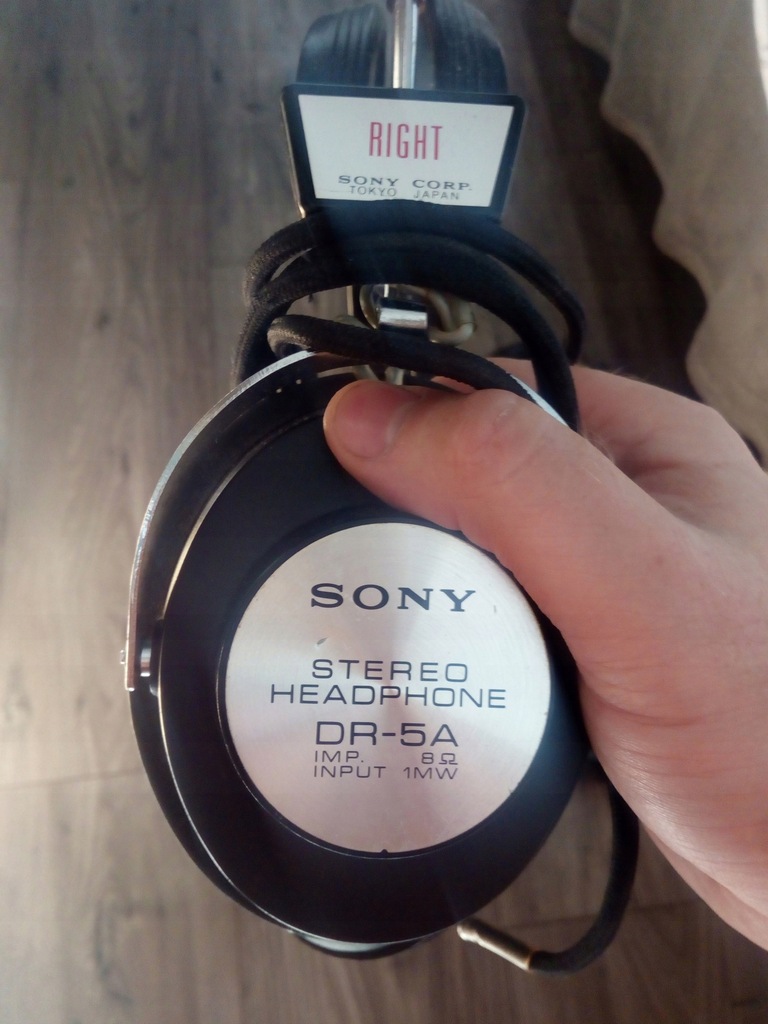 RIGHT
SONY CORP.
TOKYO JAPAN
SONY
STEREO
HEADPHONE
DR-5A
IMP. 8Ω
INPUT 1MW